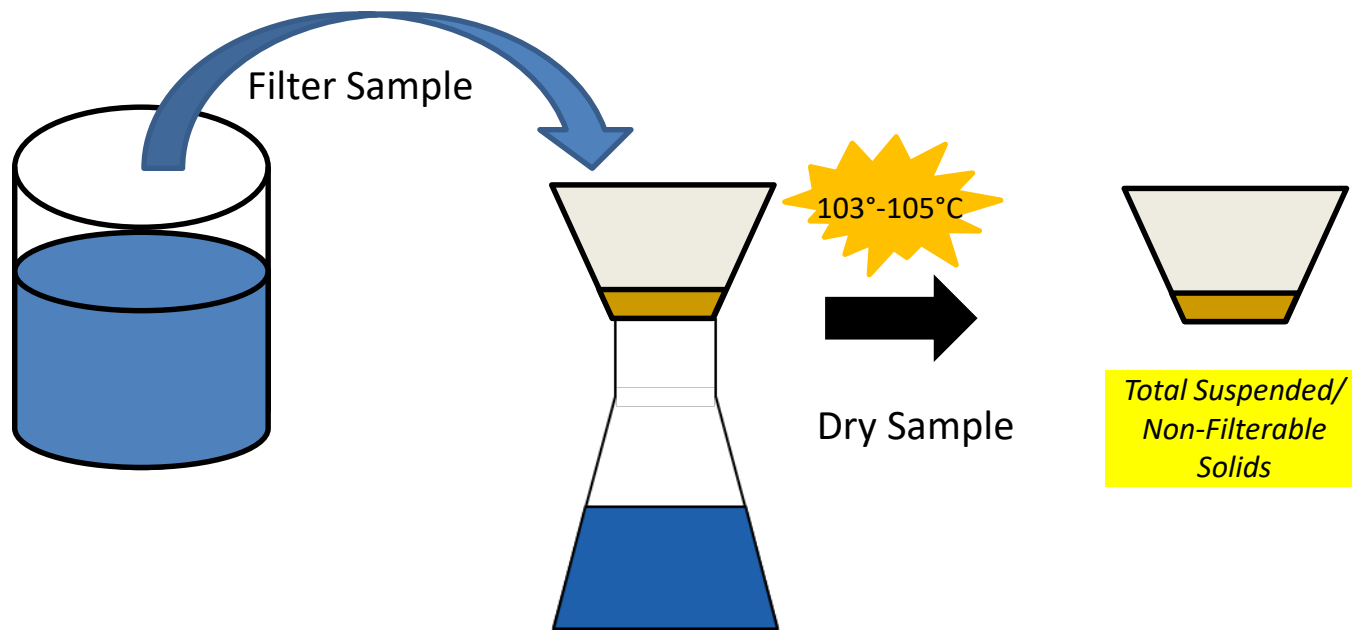 Filter Sample
103°-105°C
Dry Sample
Total Suspended/
Non-Filterable
Solids